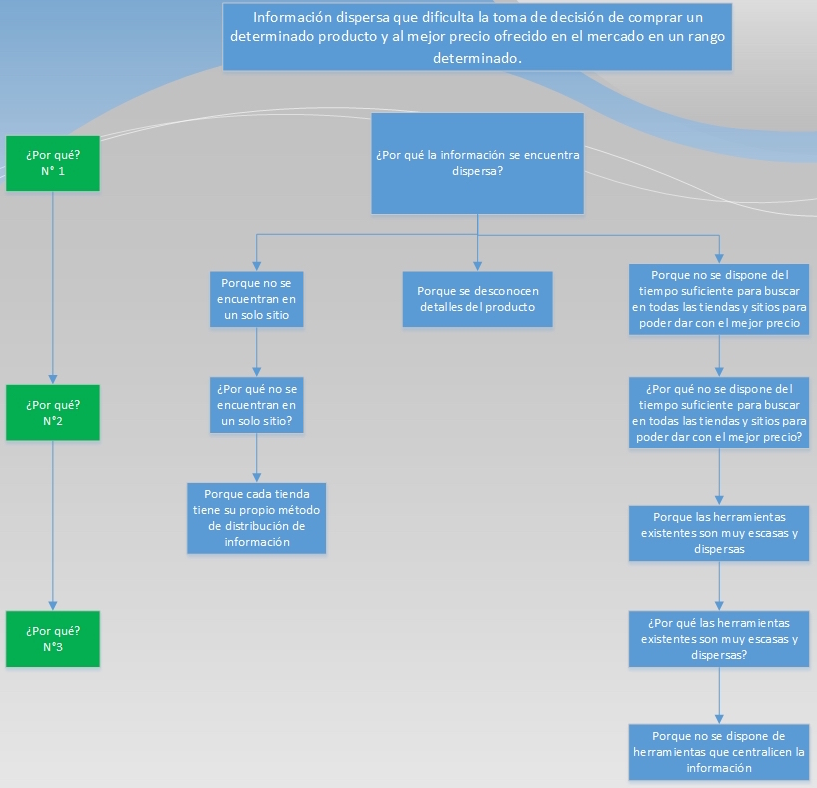 Información dispersa que dificulta la toma de decisión de comprar un
determinado producto y al mejor precio ofrecido en el mercado en un rango
determinado.
¿Por qué?
N° 1
¿Por qué la información se encuentra
dispersa?
Porque no se
encuentran en
un solo sitio
Porque se desconocen
detalles del producto
Porque no se dispone del
tiempo suficiente para buscar
en todas las tiendas y sitios para
poder dar con el mejor precio
¿Por qué?
N°2
¿Por qué no se
encuentran en
un solo sitio?
¿Por qué no se dispone del
tiempo suficiente para buscar
en todas las tiendas y sitios para
poder dar con el mejor precio?
Porque cada tienda
tiene su propio método
de distribución de
información
Porque las herramientas
existentes son muy escasas y
dispersas
¿Por qué?
N°3
¿Por qué las herramientas
existentes son muy escasas y
dispersas?
Porque no se dispone de
herramientas que centralicen la
información